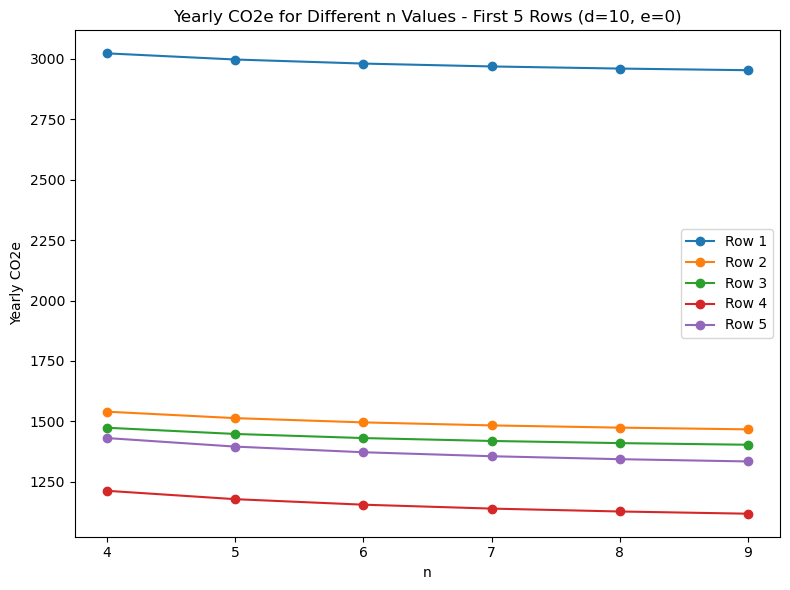 Yearly CO2e for Different n Values - First 5 Rows (d=10, e=0)
Yearly CO2e
3000
2750
2500
2250
2000
1750
1500
1250
Row 1
Row 2
Row 3
Row 4
Row 5
4 5 6 7 8 9
n